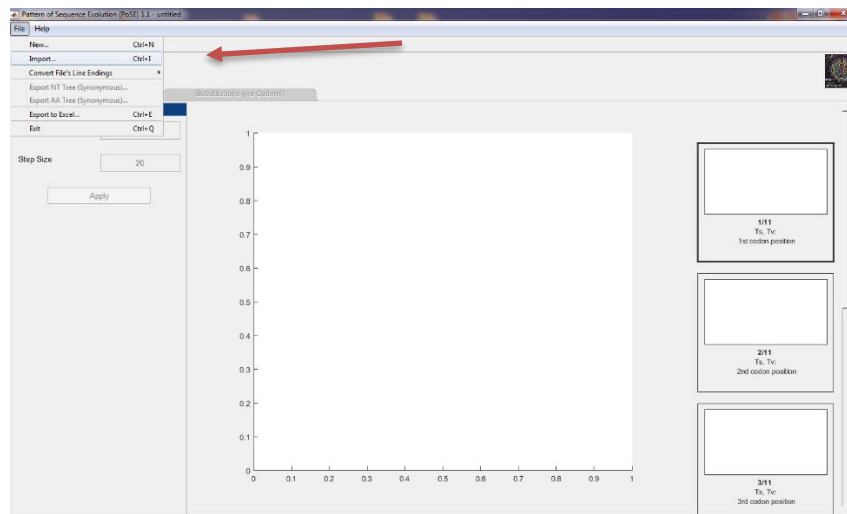 Pattern of Sequence Evolution (PoSE) 1.1 - untitled
File Help
New... Ctrl+N
Import... Ctrl+I
Convert File's Line Endings
Export NT Tree (Synonymous)...
Export AA Tree (Synonymous)...
Export to Excel... Ctrl+E
Exit Ctrl+Q
Substitutions (via Codem)
Step Size 20
Apply
1
0.9
0.8
0.7
0.6
0.5
0.4
0.3
0.2
0.1
0
0 0.1 0.2 0.3 0.4 0.5 0.6 0.7 0.8 0.9 1
1/11
Ts, Tv:
1st codon position
2/11
Ts, Tv:
2nd codon position
3/11
Ts, Tv:
3rd codon position